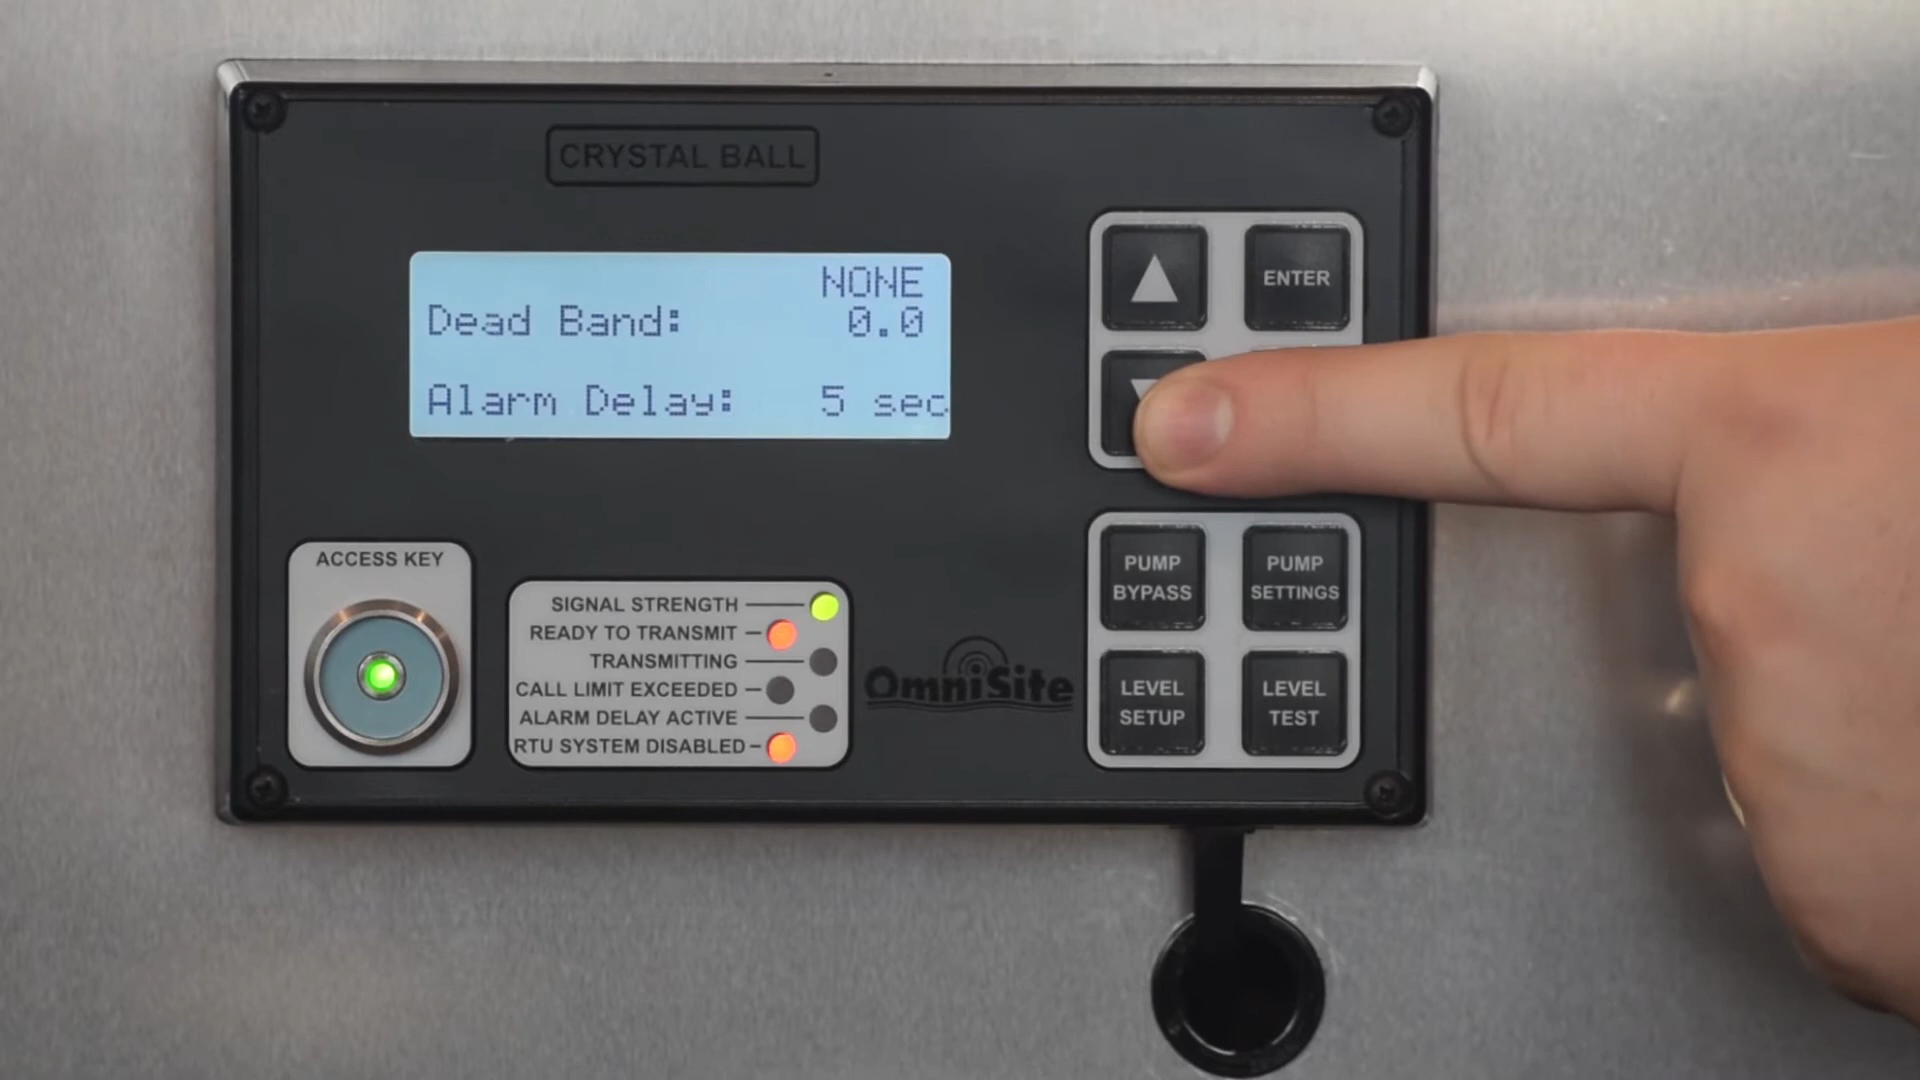 CRYSTAL BALL
NONE
Dead Band: 0.0
Alarm Delay: 5 sec
ENTER
ACCESS KEY
SIGNAL STRENGTH
READY TO TRANSMIT
TRANSMITTING
CALL LIMIT EXCEEDED
ALARM DELAY ACTIVE
RTU SYSTEM DISABLED
OmniSite
PUMP BYPASS
PUMP SETTINGS
LEVEL SETUP
LEVEL TEST